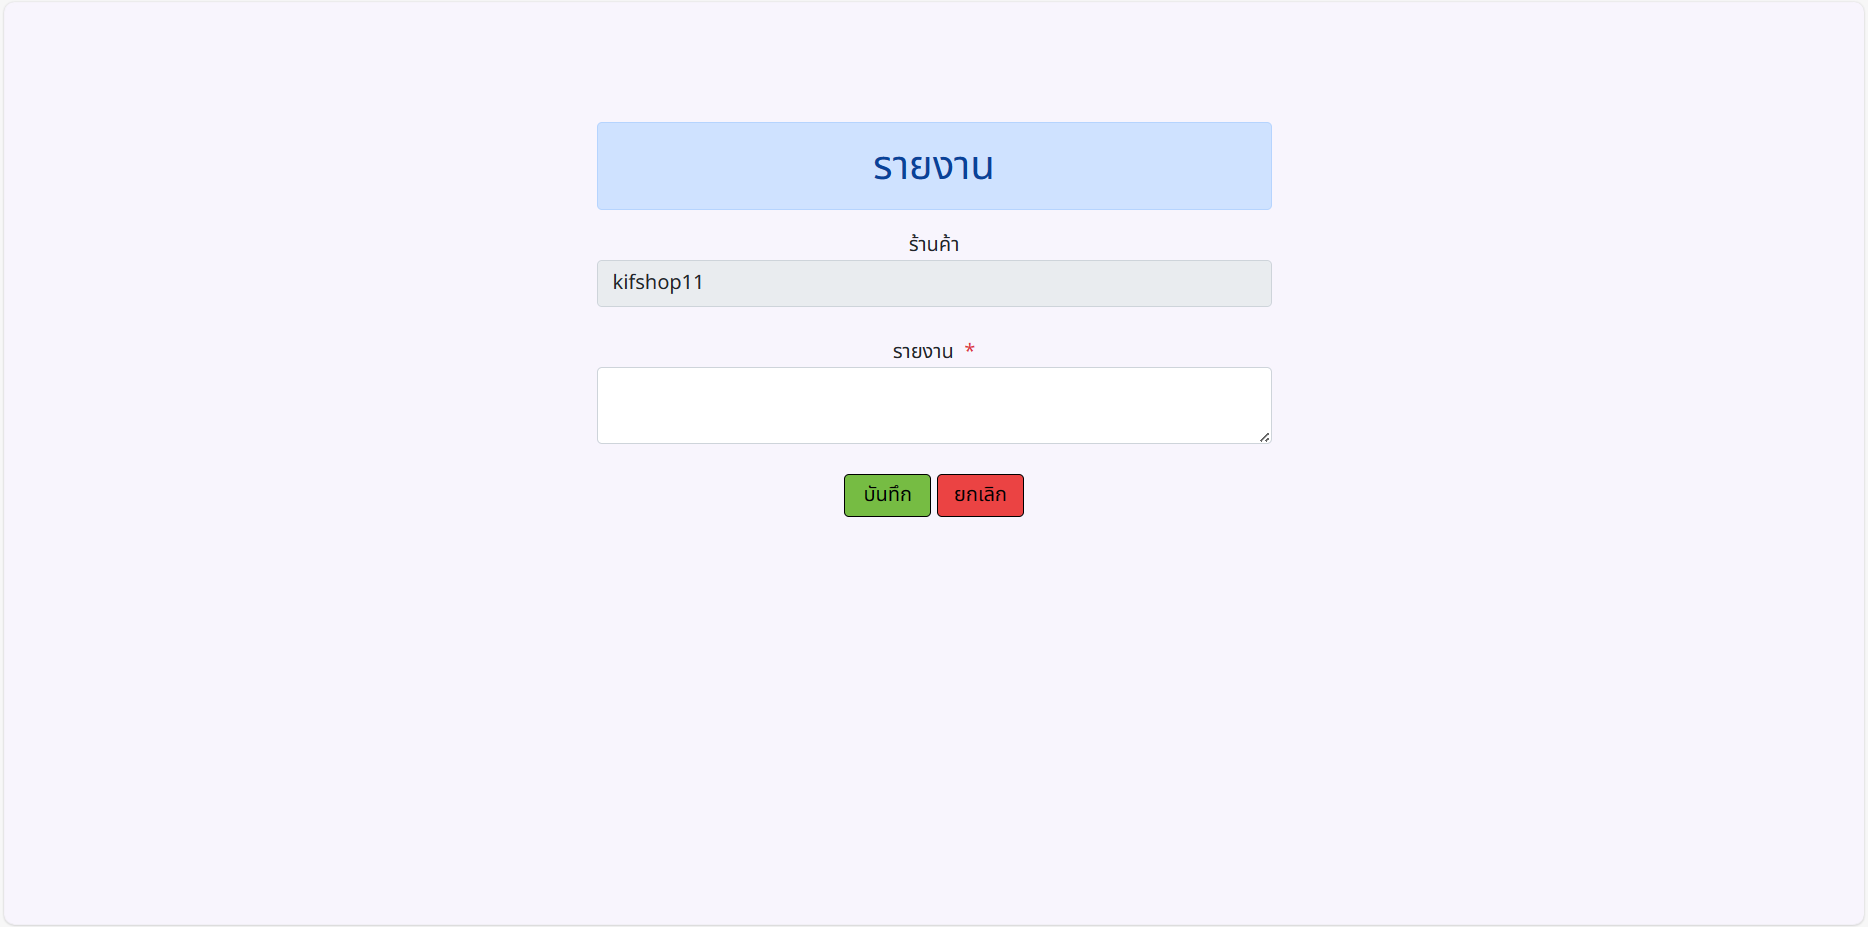 รายงาน
ร้านค้า
kifshop11
รายงาน *
บันทึก ยกเลิก